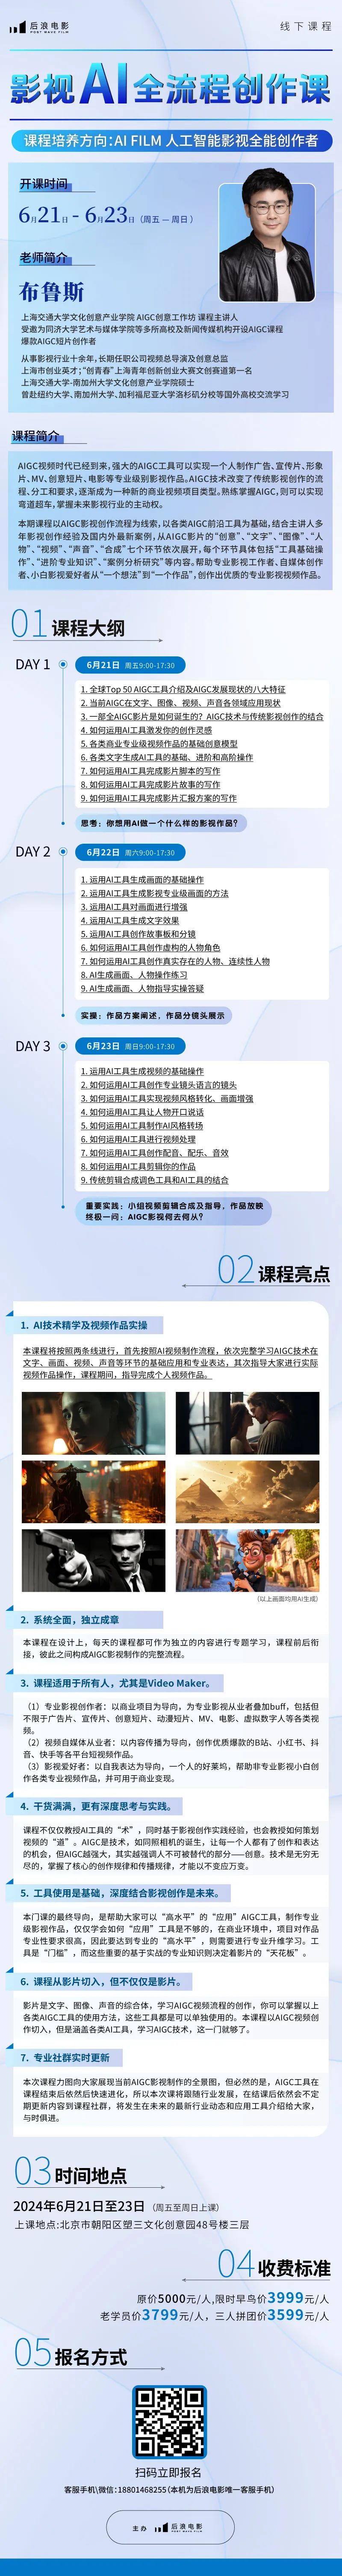 后浪电影
POST WAVE FILM
线下课程
影视AI全流程创作课
课程培养方向：AI FILM 人工智能影视全能创作者
开课时间
6月21日 - 6月23日（周五 — 周日）
老师简介
布鲁斯
上海交通大学文化创意产业学院 AIGC创意工作坊 课程主讲人
受邀为同济大学艺术与媒体学院等多所高校及新闻传媒机构开设AIGC课程
爆款AIGC短片创作者
从事影视行业十余年，长期任职公司视频总导演及创意总监
上海市创业英才；“创青春”上海青年创新创业大赛文创赛道第一名
上海交通大学-南加州大学文化创意产业学院硕士
曾赴纽约大学、南加州大学、加利福尼亚大学洛杉矶分校等国外高校交流学习
课程简介
AIGC视频时代已经到来，强大的AIGC工具可以实现一个人制作广告、宣传片、形象
片、MV、创意短片、电影等专业级别影视作品。AIGC技术改变了传统影视创作的流
程、分工和要求，逐渐成为一种新的商业视频项目类型。熟练掌握AIGC，则可以实现
弯道超车，掌握未来影视行业的主动权。
本期课程以AIGC影视创作流程为线索，以各类AIGC前沿工具为基础，结合主讲人多
年影视创作经验及国内外最新案例，从AIGC影片的“创意”、“文字”、“图像”、“人
物”、“视频”、“声音”、“合成”七个环节依次展开，每个环节具体包括“工具基础操
作”、“进阶专业知识”、“案例分析研究”等内容。帮助专业影视工作者、自媒体创作
者、小白影视爱好者从“一个想法”到“一个作品”，创作出优质的专业影视视频作品。
01 课程大纲
DAY 1
6月21日 周五9:00-17:30
1. 全球Top 50 AIGC工具介绍及AIGC发展现状的八大特征
2. 当前AIGC在文字、图像、视频、声音各领域应用现状
3. 一部全AIGC影片是如何诞生的？AIGC技术与传统影视创作的结合
4. 如何运用AI工具激发你的创作灵感
5. 各类商业专业级视频作品的基础创意模型
6. 各类文字生成AI工具的基础、进阶和高阶操作
7. 如何运用AI工具完成影片脚本的写作
8. 如何运用AI工具完成影片故事的写作
9. 如何运用AI工具完成影片汇报方案的写作
思考：你想用AI做一个什么样的影视作品？
DAY 2
6月22日 周六9:00-17:30
1. 运用AI工具生成画面的基础操作
2. 运用AI工具生成影视专业级画面的方法
3. 运用AI工具对画面进行增强
4. 运用AI工具生成文字效果
5. 运用AI工具创作故事板和分镜
6. 如何运用AI工具创作虚构的人物角色
7. 如何运用AI工具创作真实存在的人物、连续性人物
8. AI生成画面、人物操作练习
9. AI生成画面、人物指导实操答疑
实操：作品方案阐述，作品分镜头展示
DAY 3
6月23日 周日9:00-17:30
1. 运用AI工具生成视频的基础操作
2. 如何运用AI工具创作专业镜头语言的镜头
3. 如何运用AI工具实现视频风格转化、画面增强
4. 如何运用AI工具让人物开口说话
5. 如何运用AI工具制作AI风格转场
6. 如何运用AI工具进行视频处理
7. 如何运用AI工具创作配音、配乐、音效
8. 如何运用AI工具剪辑你的作品
9. 传统剪辑合成调色工具和AI工具的结合
重要实践：小组视频剪辑合成及指导，作品放映
终极一问：AIGC影视何去何从？
02 课程亮点
1. AI技术精学及视频作品实操
本课程将按照两条线进行，首先按照AI视频制作流程，依次完整学习AIGC技术在
文字、画面、视频、声音等环节的基础应用和专业表达，其次指导大家进行实际
视频作品操作，课程期间，指导完成个人视频作品。
（以上画面均用AI生成）
2. 系统全面，独立成章
本课程在设计上，每天的课程都可作为独立的内容进行专题学习，课程前后衔
接，彼此之间构成AIGC影视制作的完整流程。
3. 课程适用于所有人，尤其是Video Maker。
（1）专业影视创作者：以商业项目为导向，为专业影视从业者叠加buff，包括但
不限于广告片、宣传片、创意短片、动漫短片、MV、电影、虚拟数字人等各类视
频。
（2）视频自媒体从业者：以内容传播为导向，创作优质爆款的B站、小红书、抖
音、快手等各平台短视频作品。
（3）影视爱好者：以自我表达为导向，一个人的好莱坞，帮助非专业影视小白创
作各类专业视频作品，并可用于商业变现。
4. 干货满满，更有深度思考与实践。
课程不仅仅教授AI工具的“术”，同时基于影视创作实践经验，也会教授如何策划
视频的“道”。AIGC是技术，如同照相机的诞生，让每一个人都有了创作和表达
的机会，但AIGC越强大，其实越强调人不可被替代的部分——创意。技术是无穷无
尽的，掌握了核心的创作规律和传播规律，才能以不变应万变。
5. 工具使用是基础，深度结合影视创作是未来。
本门课的最终导向，是帮助大家可以“高水平”的“应用”AIGC工具，制作专业
级影视作品，仅仅学会如何“应用”工具是不够的，在商业环境中，项目对作品
专业性要求很高，因此要达到专业的“高水平”，则需要进行专业升维学习。工
具是“门槛”，而这些重要的基于实战的专业知识则决定着影片的“天花板”。
6. 课程从影片切入，但不仅仅是影片。
影片是文字、图像、声音的综合体，学习AIGC视频流程的创作，你可以掌握以上
各类AIGC工具的使用方法，这些工具都是可以单独使用的。本课程以AIGC视频创
作切入，但是涵盖各类AI工具，学习AIGC技术，这一门就够了。
7. 专业社群实时更新
本次课程力图向大家展现当前AIGC影视制作的全景图，但必然的是，AIGC工具在
课程结束后依然后快速进化，所以本次课将跟随行业发展，在结课后依然会不定
期更新内容到课程社群，将发生在未来的最新行业动态和应用工具介绍给大家，
与时俱进。
03 时间地点
2024年6月21日至23日（周五至周日上课）
上课地点：北京市朝阳区塑三文化创意园48号楼三层
04 收费标准
原价5000元/人，限时早鸟价3999元/人
老学员价3799元/人，三人拼团价3599元/人
05 报名方式
扫码立即报名
客服手机\微信：18801468255（本机为后浪电影唯一客服手机）
主办 后浪电影
POST WAVE FILM